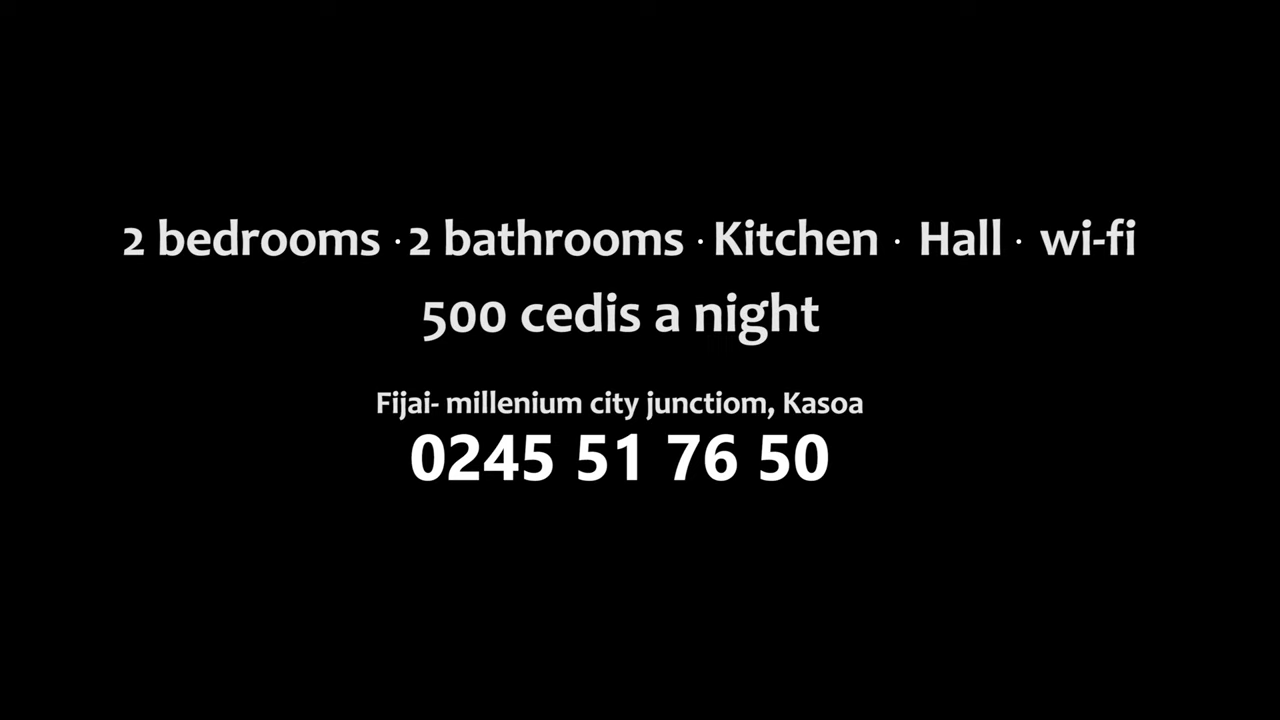 2 bedrooms · 2 bathrooms · Kitchen · Hall · wi-fi
500 cedis a night
Fijai- millenium city junctiom, Kasoa
0245 51 76 50